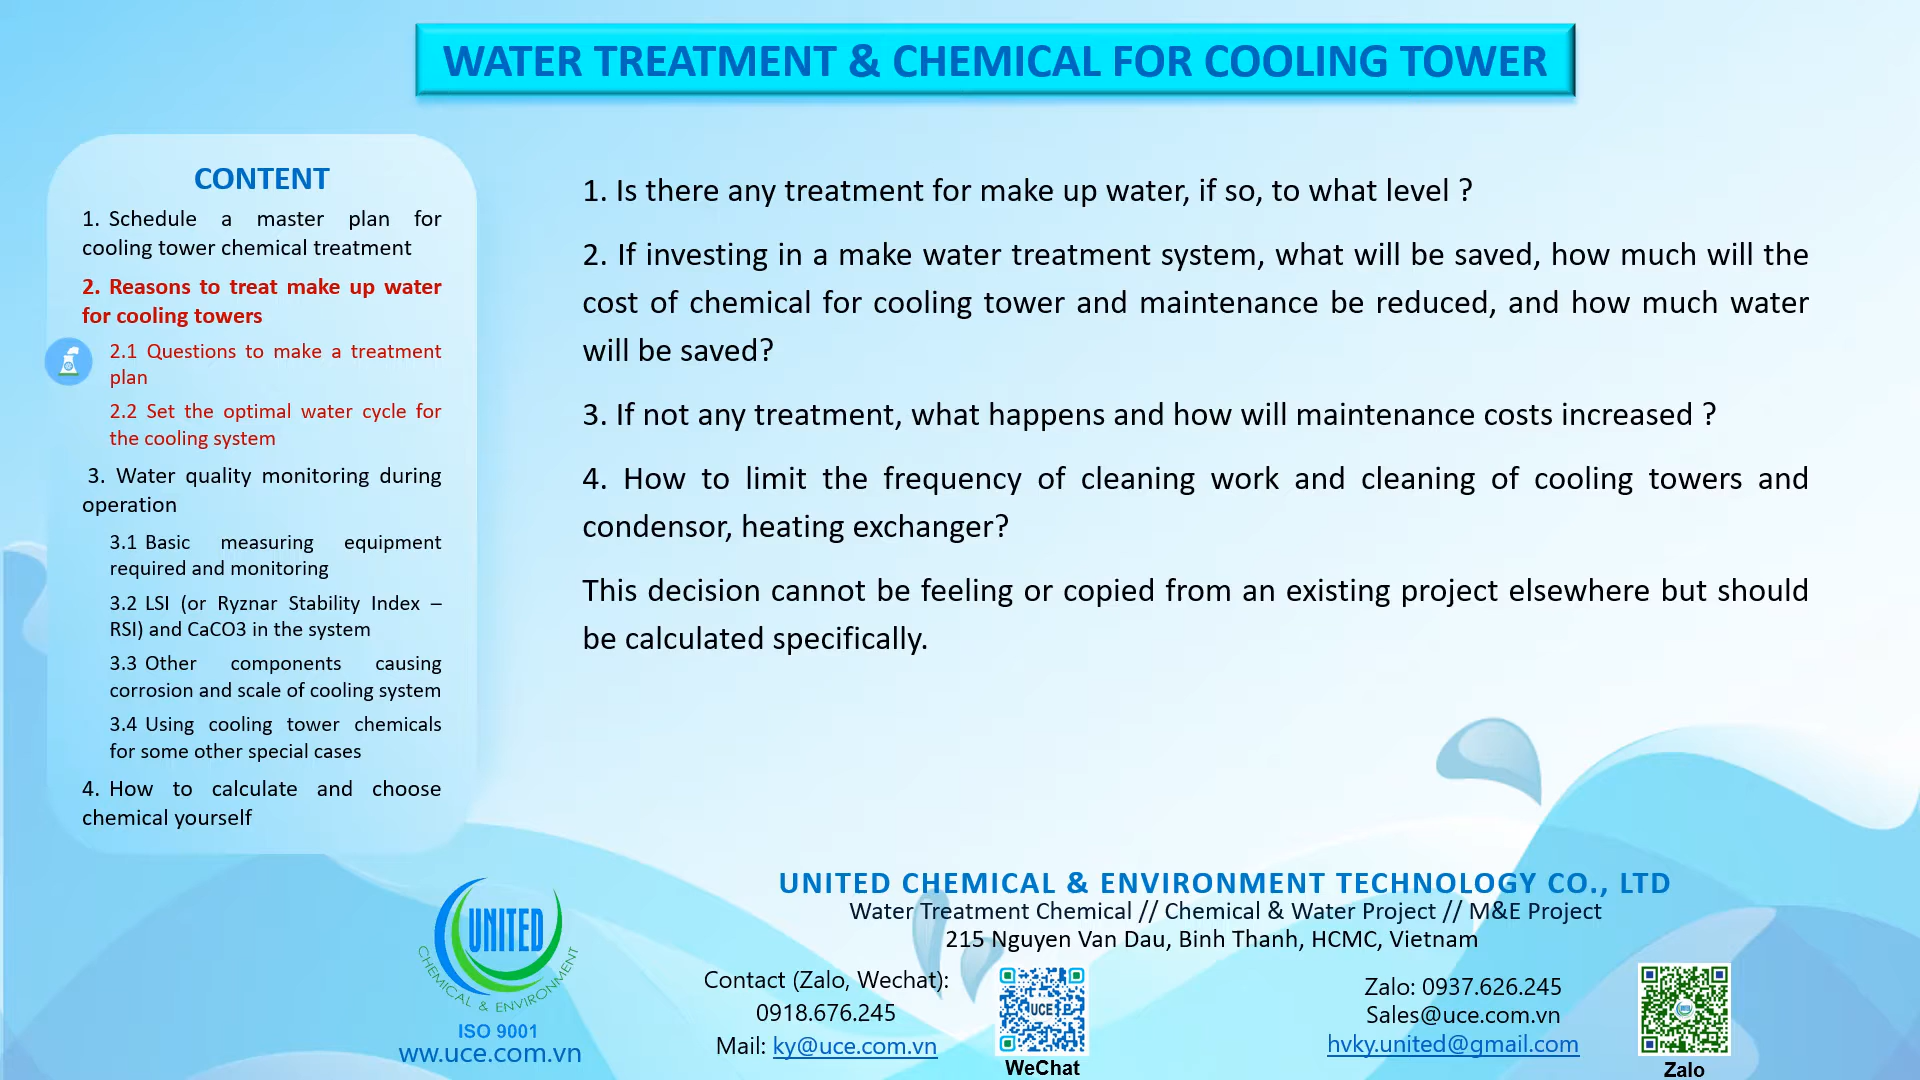 WATER TREATMENT & CHEMICAL FOR COOLING TOWER
CONTENT
1. Schedule a master plan for
cooling tower chemical treatment
2. Reasons to treat make up water
for cooling towers
2.1 Questions to make a treatment
plan
2.2 Set the optimal water cycle for
the cooling system
3. Water quality monitoring during
operation
3.1 Basic measuring equipment
required and monitoring
3.2 LSI (or Ryznar Stability Index –
RSI) and CaCO3 in the system
3.3 Other components causing
corrosion and scale of cooling system
3.4 Using cooling tower chemicals
for some other special cases
4. How to calculate and choose
chemical yourself
1. Is there any treatment for make up water, if so, to what level ?
2. If investing in a make water treatment system, what will be saved, how much will the
cost of chemical for cooling tower and maintenance be reduced, and how much water
will be saved?
3. If not any treatment, what happens and how will maintenance costs increased ?
4. How to limit the frequency of cleaning work and cleaning of cooling towers and
condensor, heating exchanger?
This decision cannot be feeling or copied from an existing project elsewhere but should
be calculated specifically.
UNITED
CHEMICAL & ENVIRONMENT
ISO 9001
ww.uce.com.vn
UNITED CHEMICAL & ENVIRONMENT TECHNOLOGY CO., LTD
Water Treatment Chemical // Chemical & Water Project // M&E Project
215 Nguyen Van Dau, Binh Thanh, HCMC, Vietnam
Contact (Zalo, Wechat):
0918.676.245
Mail: ky@uce.com.vn
UCE
WeChat
Zalo: 0937.626.245
Sales@uce.com.vn
hvky.united@gmail.com
Zalo